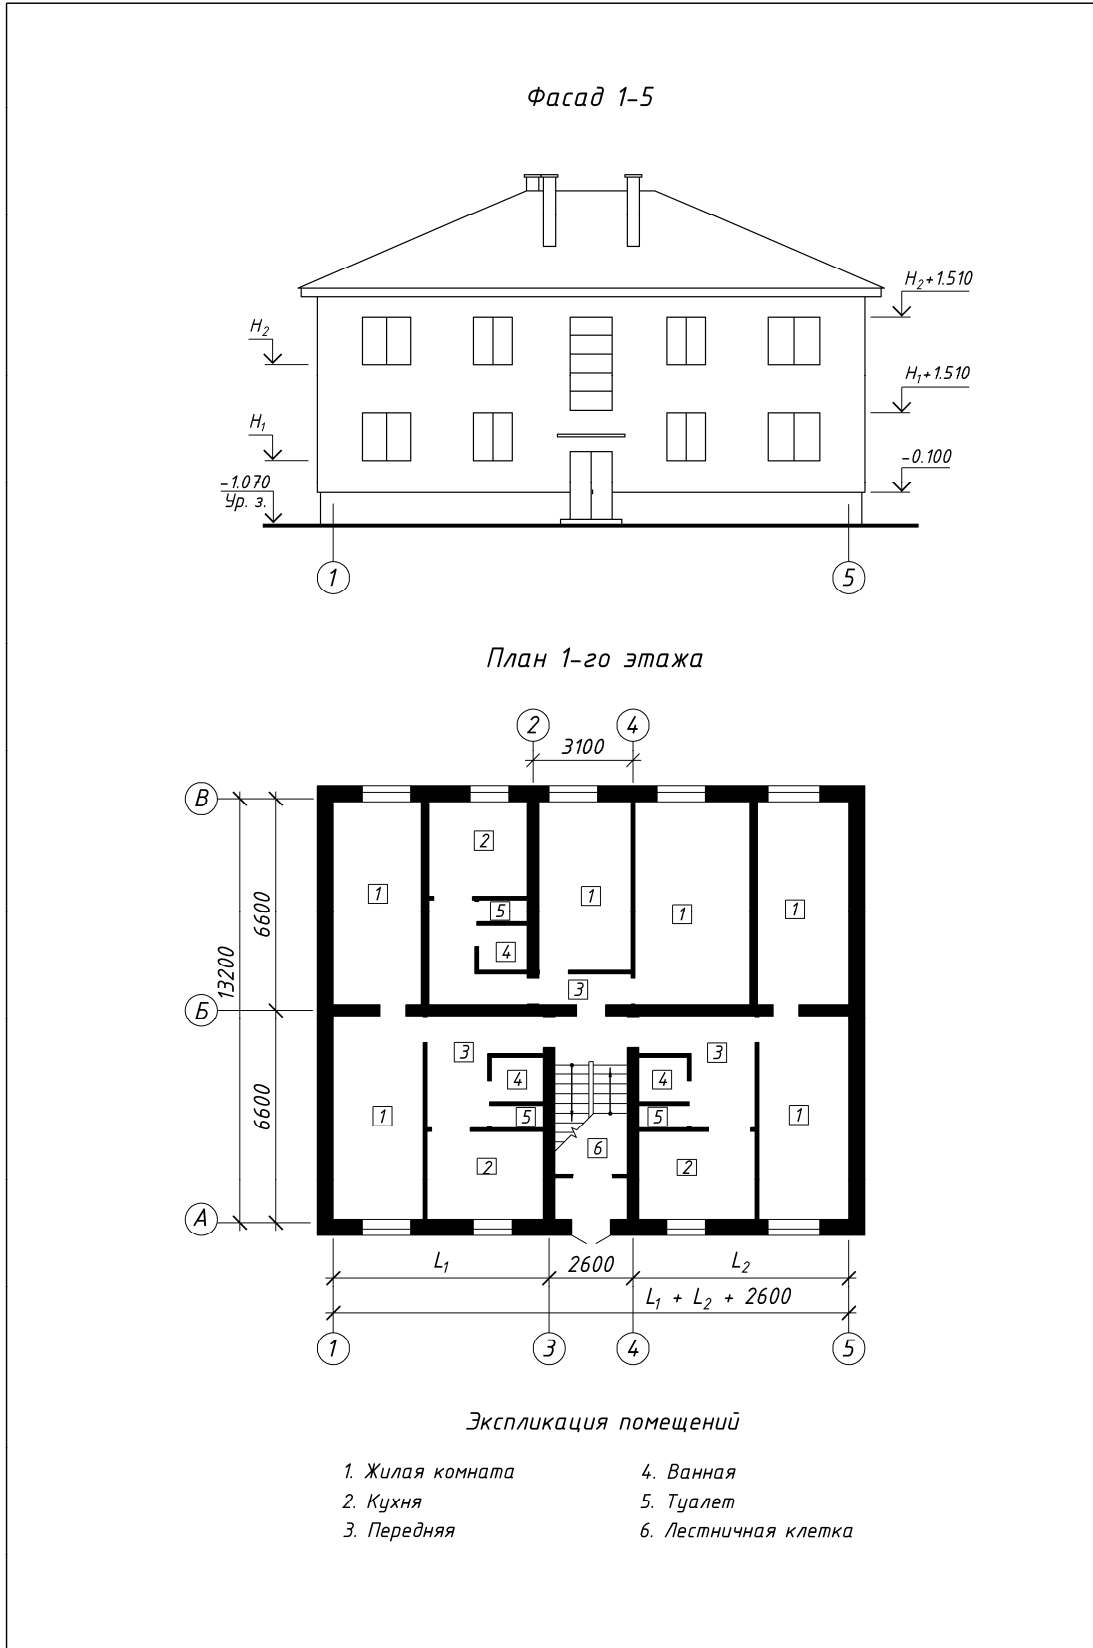 Фасад 1-5
H₂+1.510
H₂
H₁+1.510
H₁
-0.100
-1.070
Ур. з.
1
5
План 1-го этажа
2
4
3100
В
2
1
1
5
1
1
6600
4
13200
3
Б
3
3
4
4
1
5
5
1
6600
6
2
2
А
L₁
2600
L₂
L₁ + L₂ + 2600
1
3
4
5
Экспликация помещений
1. Жилая комната
2. Кухня
3. Передняя
4. Ванная
5. Туалет
6. Лестничная клетка